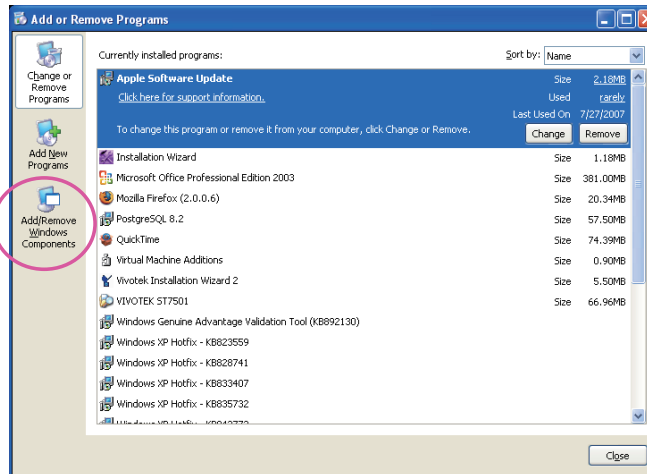 Add or Remove Programs
Change or
Remove
Programs
Add New
Programs
Add/Remove
Windows
Components
Currently installed programs:
Sort by: Name
Apple Software Update Size 2.18MB
Click here for support information. Used rarely
Last Used On 7/27/2007
To change this program or remove it from your computer, click Change or Remove. Change Remove
Installation Wizard Size 1.18MB
Microsoft Office Professional Edition 2003 Size 381.00MB
Mozilla Firefox (2.0.0.6) Size 20.34MB
PostgreSQL 8.2 Size 57.50MB
QuickTime Size 74.39MB
Virtual Machine Additions Size 0.90MB
Vivotek Installation Wizard 2 Size 5.50MB
VIVOTEK ST7501 Size 66.96MB
Windows Genuine Advantage Validation Tool (KB892130)
Windows XP Hotfix - KB823559
Windows XP Hotfix - KB828741
Windows XP Hotfix - KB833407
Windows XP Hotfix - KB835732
Close